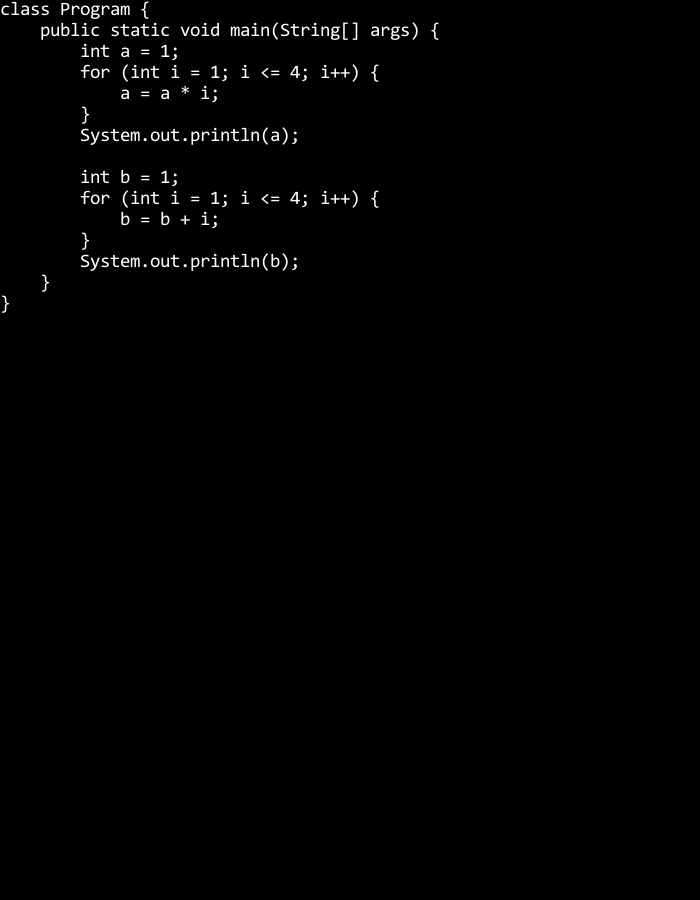 class Program {
    public static void main(String[] args) {
        int a = 1;
        for (int i = 1; i <= 4; i++) {
            a = a * i;
        }
        System.out.println(a);

        int b = 1;
        for (int i = 1; i <= 4; i++) {
            b = b + i;
        }
        System.out.println(b);
    }
}